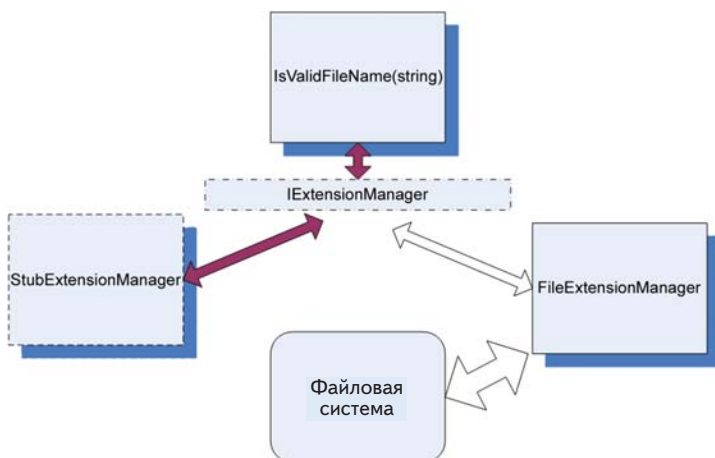 IsValidFileName(string)
IExtensionManager
StubExtensionManager
FileExtensionManager
Файловая
система